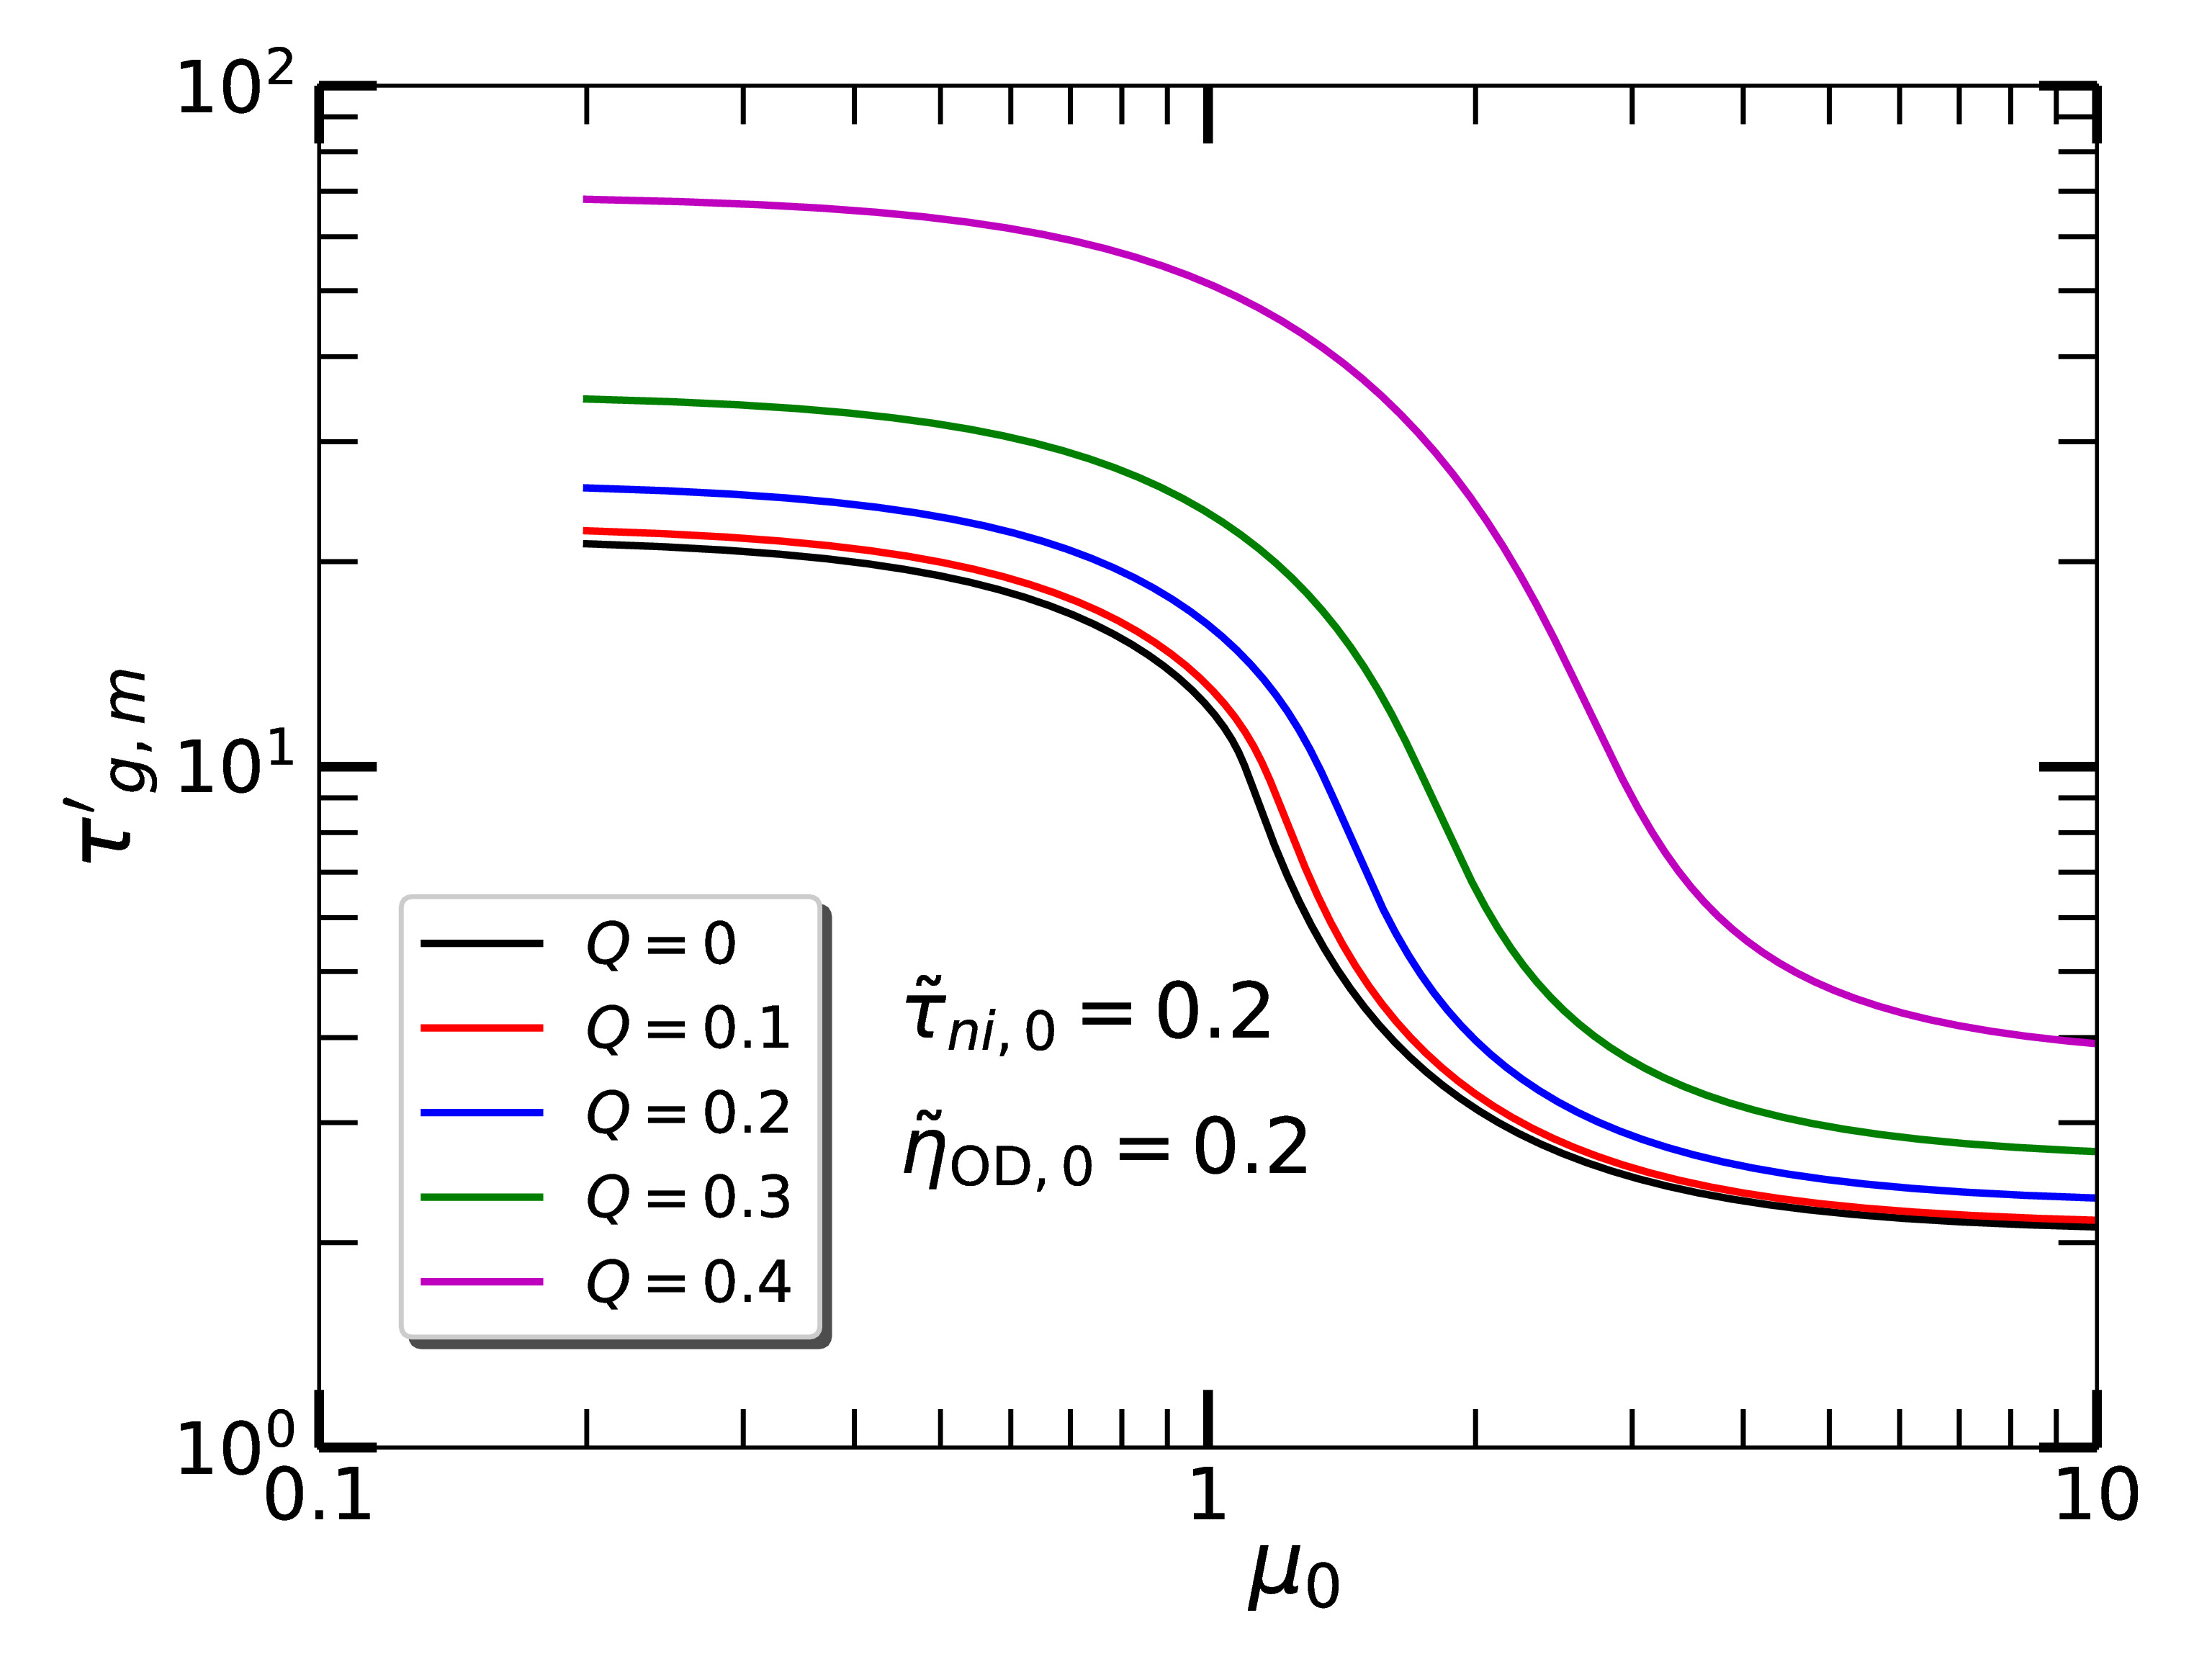 10²
10¹
10⁰
τ′g,m
Q = 0
Q = 0.1
Q = 0.2
Q = 0.3
Q = 0.4
τ̃ni,0 = 0.2
η̃OD,0 = 0.2
0.1
1
10
μ₀